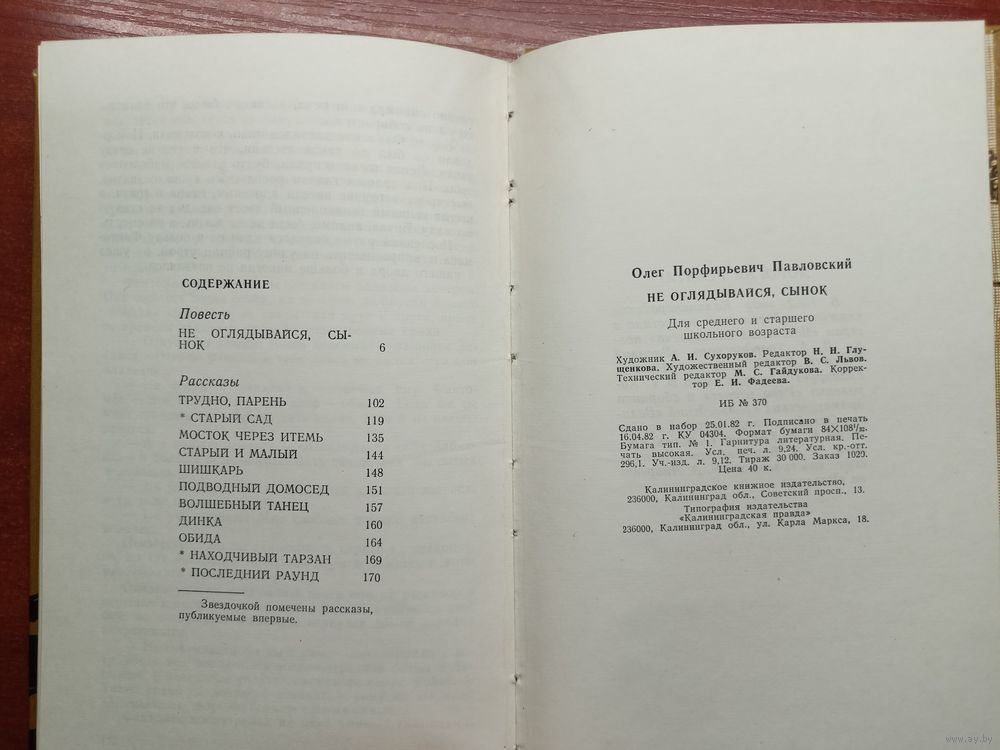 СОДЕРЖАНИЕ
Повесть
НЕ ОГЛЯДЫВАЙСЯ, СЫ-
НОК 6
Рассказы
ТРУДНО, ПАРЕНЬ 102
* СТАРЫЙ САД 119
МОСТОК ЧЕРЕЗ ИТЕМЬ 135
СТАРЫЙ И МАЛЫЙ 144
ШИШКАРЬ 148
ПОДВОДНЫЙ ДОМОСЕД 151
ВОЛШЕБНЫЙ ТАНЕЦ 157
ДИНКА 160
ОБИДА 164
* НАХОДЧИВЫЙ ТАРЗАН 169
* ПОСЛЕДНИЙ РАУНД 170
Звездочкой помечены рассказы,
публикуемые впервые.
Олег Порфирьевич Павловский
НЕ ОГЛЯДЫВАЙСЯ, СЫНОК
Для среднего и старшего
школьного возраста
Художник А. И. Сухоруков. Редактор Н. Н. Глу-
щенкова. Художественный редактор В. С. Львов.
Технический редактор М. С. Гайдукова. Коррек-
тор Е. И. Фадеева.
ИБ № 370
Сдано в набор 25.01.82 г. Подписано в печать
16.04.82 г. КУ 04304. Формат бумаги 84×108¹/₃₂.
Бумага тип. № 1. Гарнитура литературная. Пе-
чать высокая. Усл. печ. л. 9,24. Усл. кр.-отт.
296,1. Уч.-изд. л. 9,12. Тираж 30 000. Заказ 1029.
Цена 40 к.
Калининградское книжное издательство,
236000, Калининград обл., Советский просп., 13.
Типография издательства
«Калининградская правда»
236000, Калининград обл., ул. Карла Маркса, 18.
www.ay.by